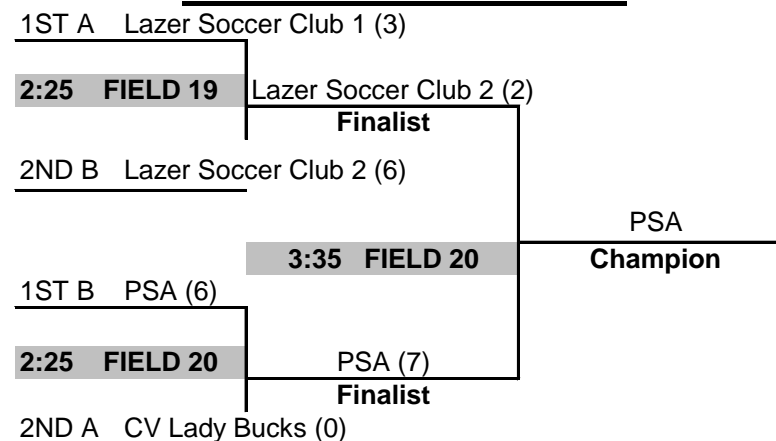 1ST A Lazer Soccer Club 1 (3)
2:25 FIELD 19 Lazer Soccer Club 2 (2)
Finalist
2ND B Lazer Soccer Club 2 (6)
PSA
3:35 FIELD 20 Champion
1ST B PSA (6)
2:25 FIELD 20 PSA (7)
Finalist
2ND A CV Lady Bucks (0)